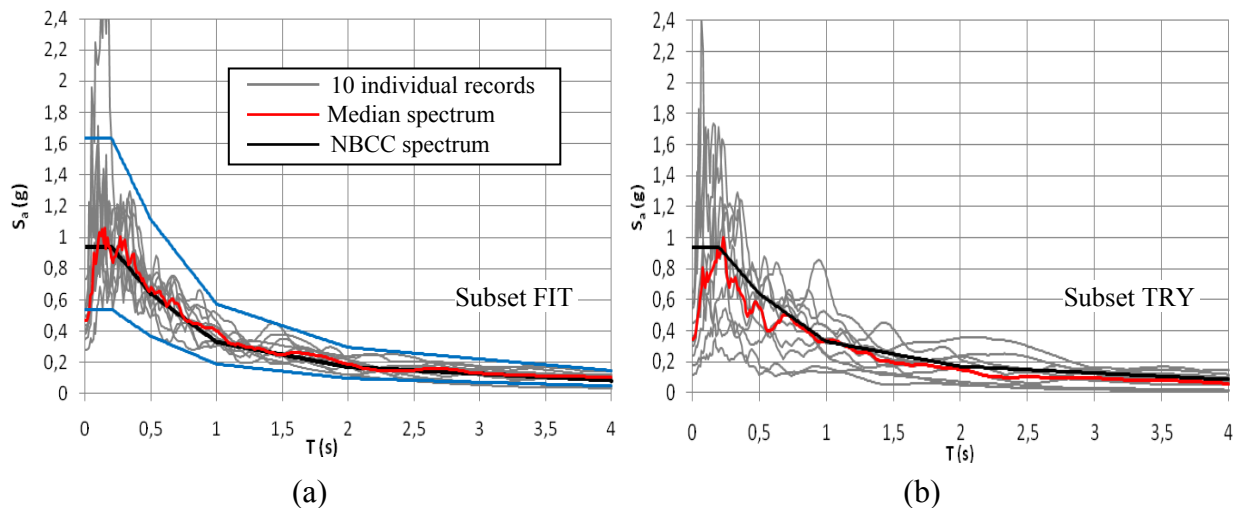 2,4
2,2
2
1,8
1,6
1,4
1,2
1
0,8
0,6
0,4
0,2
0
Sa (g)
10 individual records
Median spectrum
NBCC spectrum
Subset FIT
0 0,5 1 1,5 2 2,5 3 3,5 4
T (s)
(a)
2,4
2,2
2
1,8
1,6
1,4
1,2
1
0,8
0,6
0,4
0,2
0
Sa (g)
Subset TRY
0 0,5 1 1,5 2 2,5 3 3,5 4
T (s)
(b)